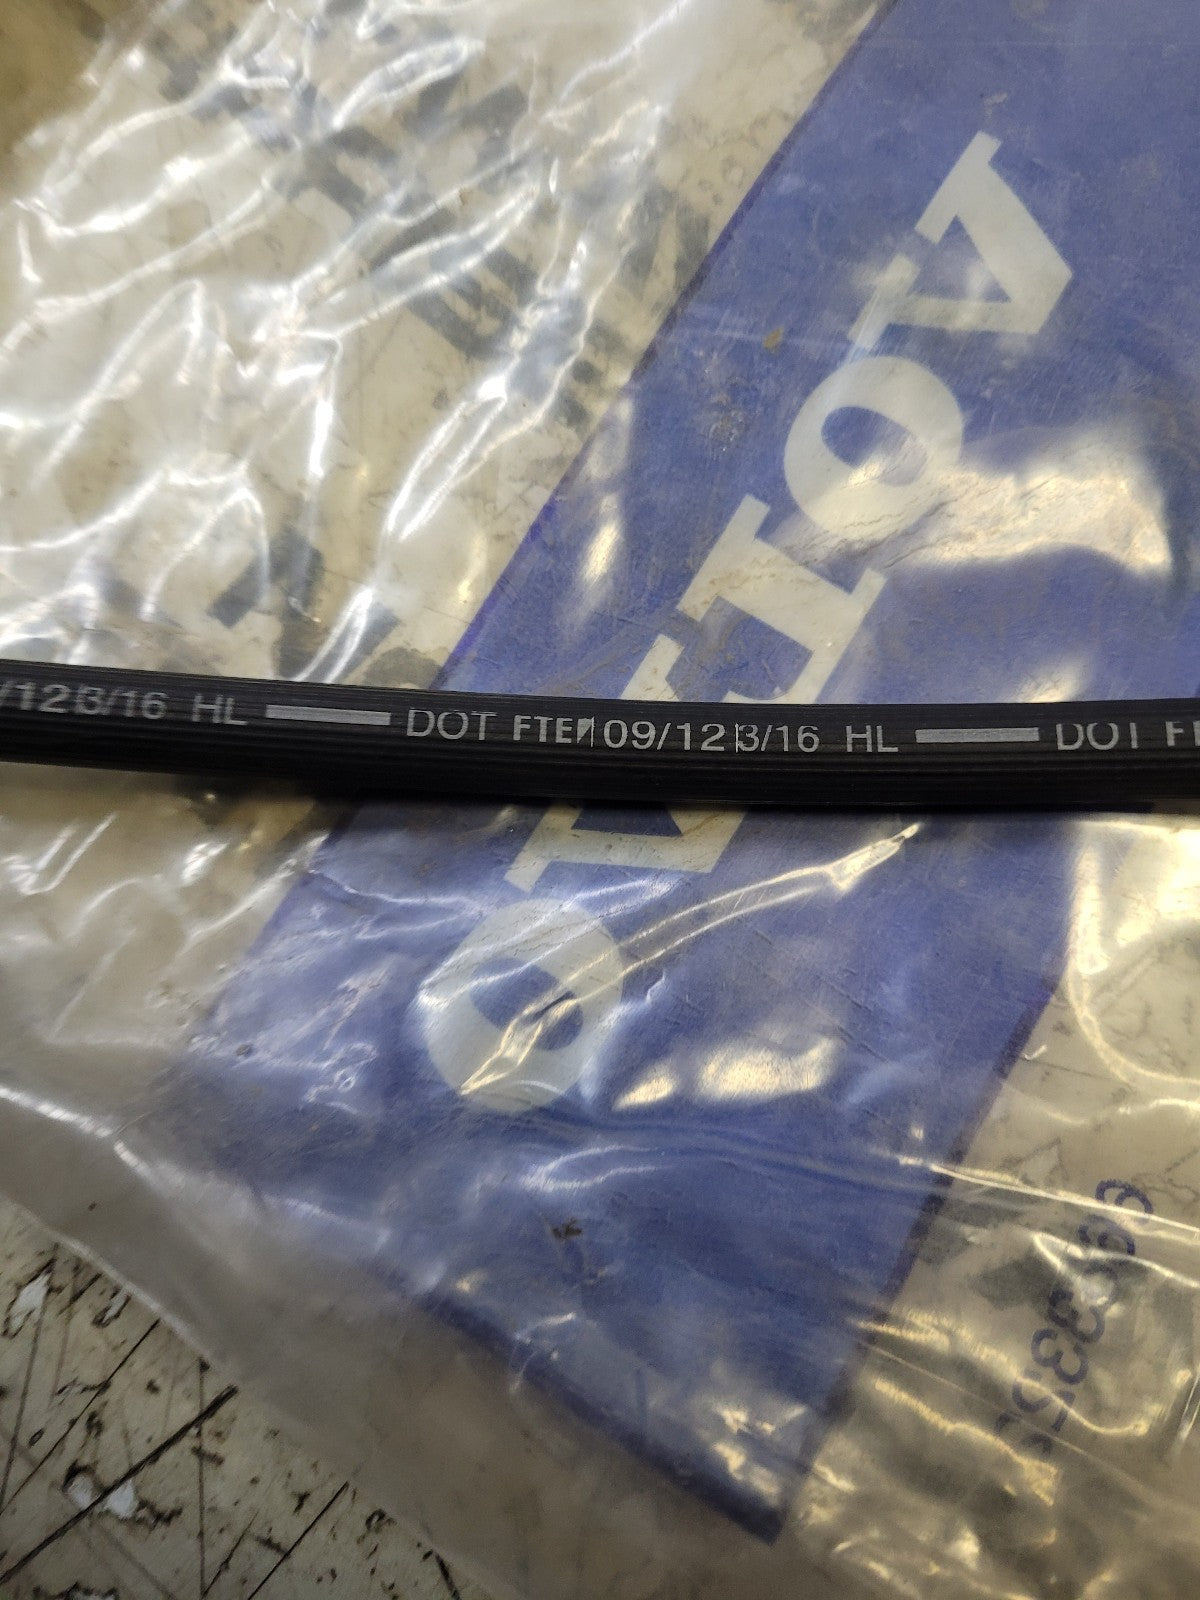 VOLVO
/12 3/16 HL DOT FTE 09/12 3/16 HL DOT